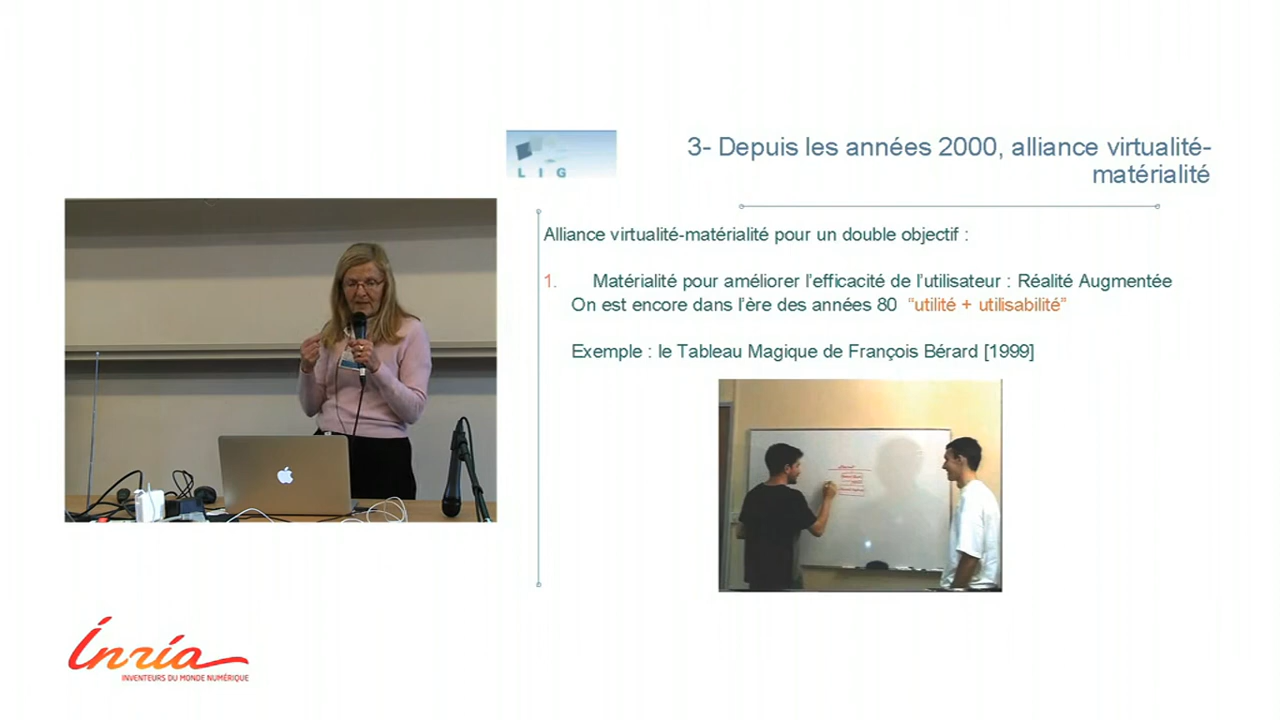 LIG
3- Depuis les années 2000, alliance virtualité-
matérialité
Alliance virtualité-matérialité pour un double objectif :
1. Matérialité pour améliorer l’efficacité de l’utilisateur : Réalité Augmentée
On est encore dans l’ère des années 80 “utilité + utilisabilité”
Exemple : le Tableau Magique de François Bérard [1999]
Inria
INVENTEURS DU MONDE NUMÉRIQUE